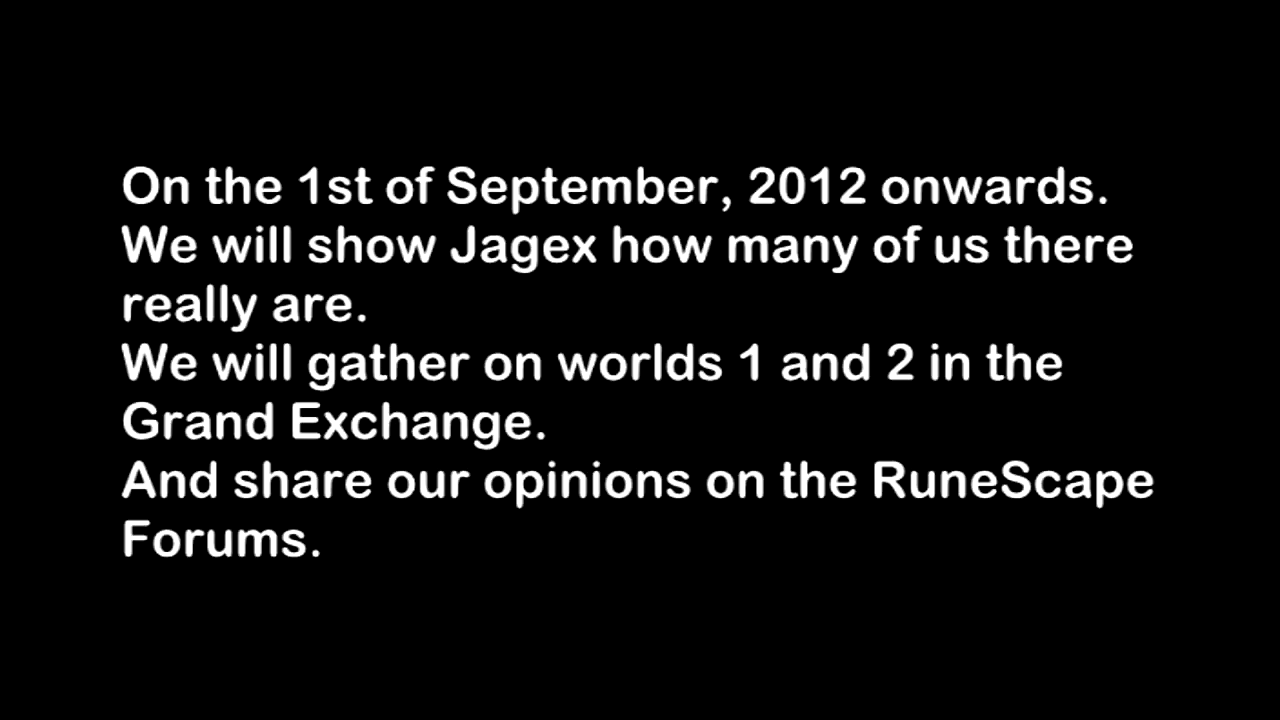 On the 1st of September, 2012 onwards.
We will show Jagex how many of us there
really are.
We will gather on worlds 1 and 2 in the
Grand Exchange.
And share our opinions on the RuneScape
Forums.